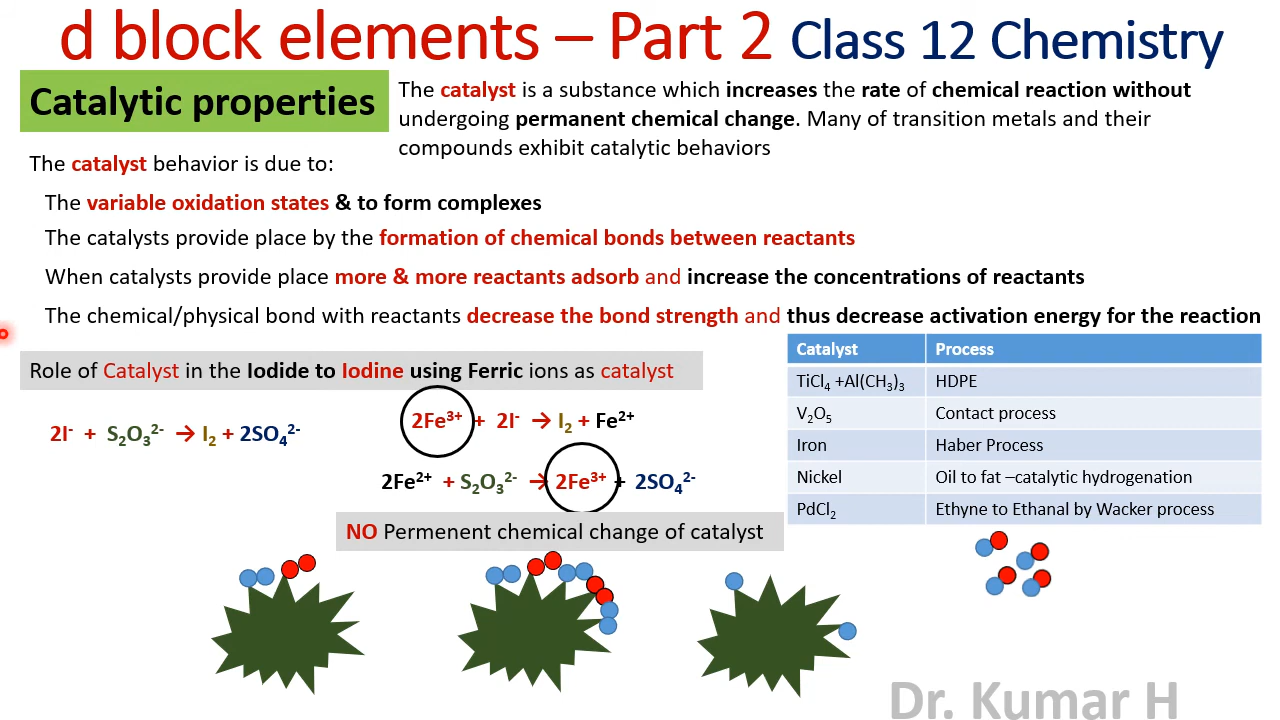 d block elements – Part 2 Class 12 Chemistry
Catalytic properties
The catalyst is a substance which increases the rate of chemical reaction without
undergoing permanent chemical change. Many of transition metals and their
compounds exhibit catalytic behaviors
The catalyst behavior is due to:
The variable oxidation states & to form complexes
The catalysts provide place by the formation of chemical bonds between reactants
When catalysts provide place more & more reactants adsorb and increase the concentrations of reactants
The chemical/physical bond with reactants decrease the bond strength and thus decrease activation energy for the reaction
Role of Catalyst in the Iodide to Iodine using Ferric ions as catalyst
2I⁻ + S₂O₃²⁻ → I₂ + 2SO₄²⁻
2Fe³⁺ + 2I⁻ → I₂ + Fe²⁺
2Fe²⁺ + S₂O₃²⁻ → 2Fe³⁺ + 2SO₄²⁻
NO Permenent chemical change of catalyst
Catalyst Process
TiCl₄ +Al(CH₃)₃ HDPE
V₂O₅ Contact process
Iron Haber Process
Nickel Oil to fat –catalytic hydrogenation
PdCl₂ Ethyne to Ethanal by Wacker process
Dr. Kumar H